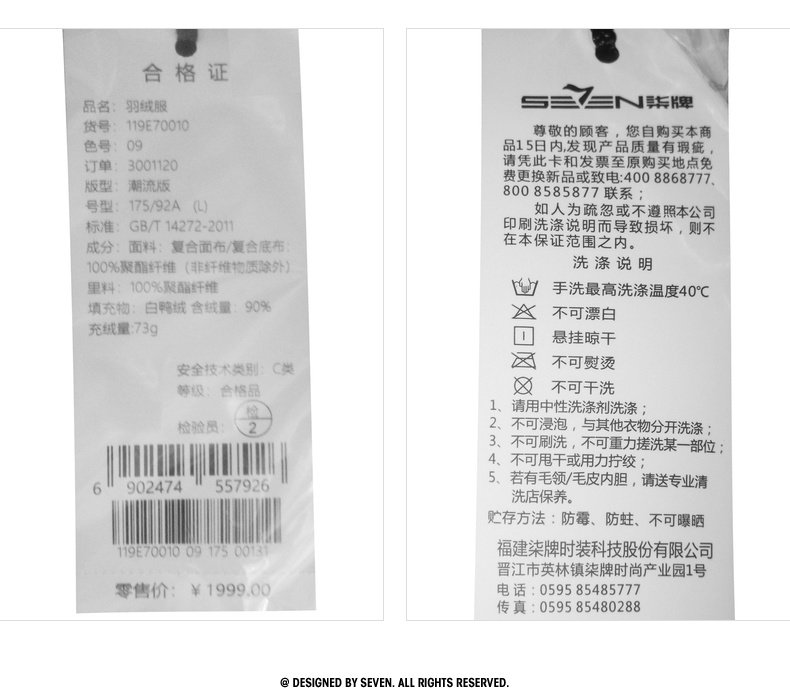 合格证
品名：羽绒服
货号：119E70010
色号：09
订单：3001120
版型：潮流版
号型：175/92A （L）
标准：GB/T 14272-2011
成分：面料：复合面布/复合底布：
100%聚酯纤维（非纤维物质除外）
里料：100%聚酯纤维
填充物：白鸭绒 含绒量：90%
充绒量:73g
安全技术类别：C类
等级：合格品
检验员：
检
2
6 902474 557926
119E70010 09 175 00131
零售价：￥1999.00
SEVEN柒牌
尊敬的顾客，您自购买本商
品15日内,发现产品质量有瑕疵，
请凭此卡和发票至原购买地点免
费更换新品或致电:400 8868777、
800 8585877 联系；
如人为疏忽或不遵照本公司
印刷洗涤说明而导致损坏，则不
在本保证范围之内。
洗涤说明
手洗最高洗涤温度40℃
不可漂白
悬挂晾干
不可熨烫
不可干洗
1、请用中性洗涤剂洗涤；
2、不可浸泡，与其他衣物分开洗涤；
3、不可刷洗，不可重力搓洗某一部位；
4、不可甩干或用力拧绞；
5、若有毛领/毛皮内胆，请送专业清
洗店保养。
贮存方法：防霉、防蛀、不可曝晒
福建柒牌时装科技股份有限公司
晋江市英林镇柒牌时尚产业园1号
电话：0595 85485777
传真：0595 85480288
@ DESIGNED BY SEVEN. ALL RIGHTS RESERVED.